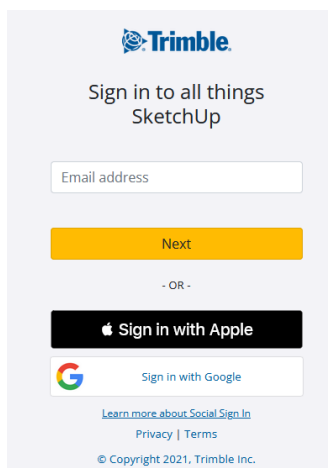 Trimble.
Sign in to all things
SketchUp
Email address
Next
- OR -
Sign in with Apple
Sign in with Google
Learn more about Social Sign In
Privacy | Terms
© Copyright 2021, Trimble Inc.